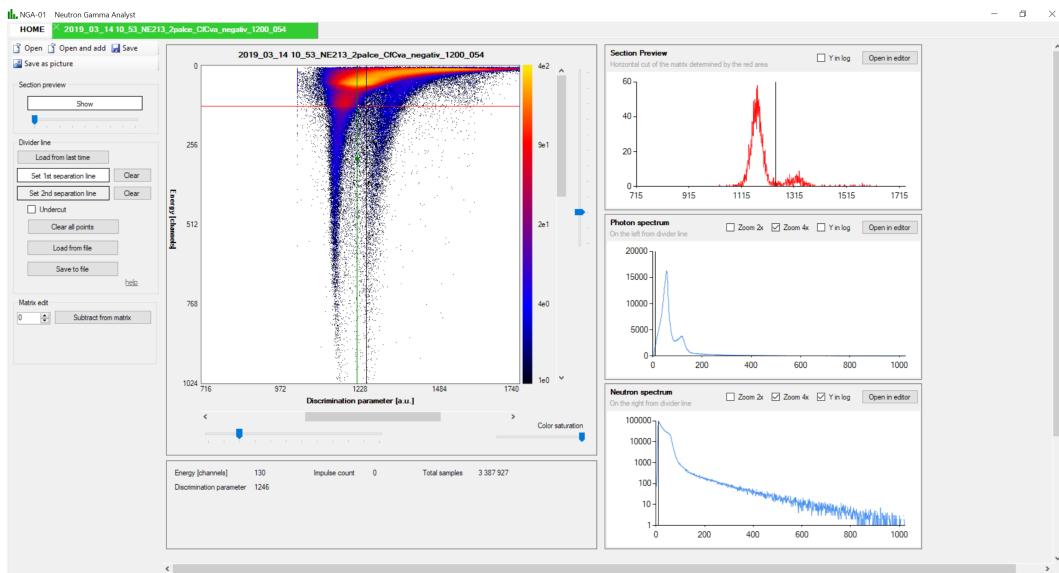 NGA-01 Neutron Gamma Analyst
HOME 2019_03_14 10_53_NE213_2palce_CfCva_negativ_1200_054
Open Open and add Save
Save as picture
Section preview
Show
Divider line
Load from last time
Set 1st separation line Clear
Set 2nd separation line Clear
Undercut
Clear all points
Load from file
Save to file
help
Matrix edit
0 Subtract from matrix
2019_03_14 10_53_NE213_2palce_CfCva_negativ_1200_054
0
256
512
768
1024
Energy [channels]
716 972 1228 1484 1740
Discrimination parameter [a.u.]
4e2
9e1
2e1
4e0
1e0
Color saturation
Energy [channels] 130 Impulse count 0 Total samples 3 387 927
Discrimination parameter 1246
Section Preview
Horizontal cut of the matrix determined by the red area
Y in log Open in editor
60
40
20
0
715 915 1115 1315 1515 1715
Photon spectrum
On the left from divider line
Zoom 2x Zoom 4x Y in log Open in editor
20000
15000
10000
5000
0
0 200 400 600 800 1000
Neutron spectrum
On the right from divider line
Zoom 2x Zoom 4x Y in log Open in editor
100000
10000
1000
100
10
1
0 200 400 600 800 1000